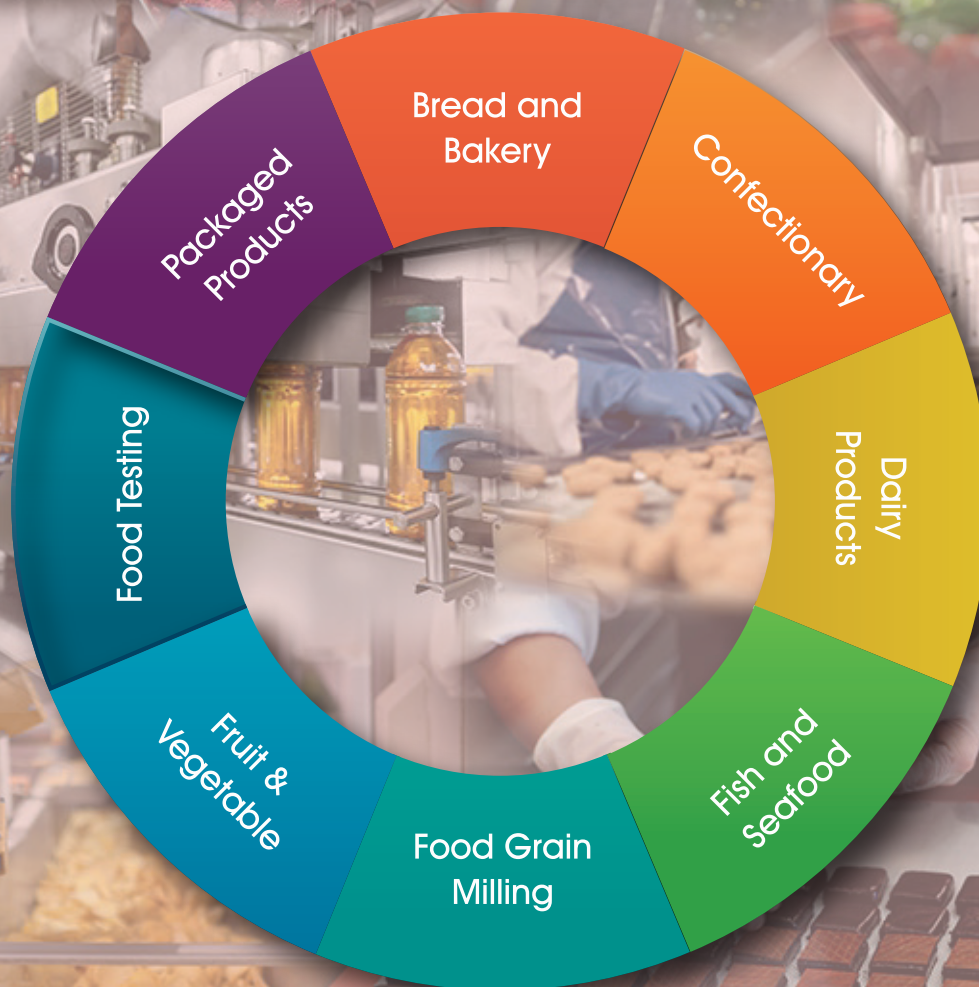 Bread and
Bakery
Confectionary
Dairy
Products
Fish and
Seafood
Food Grain
Milling
Fruit &
Vegetable
Food Testing
Packaged
Products